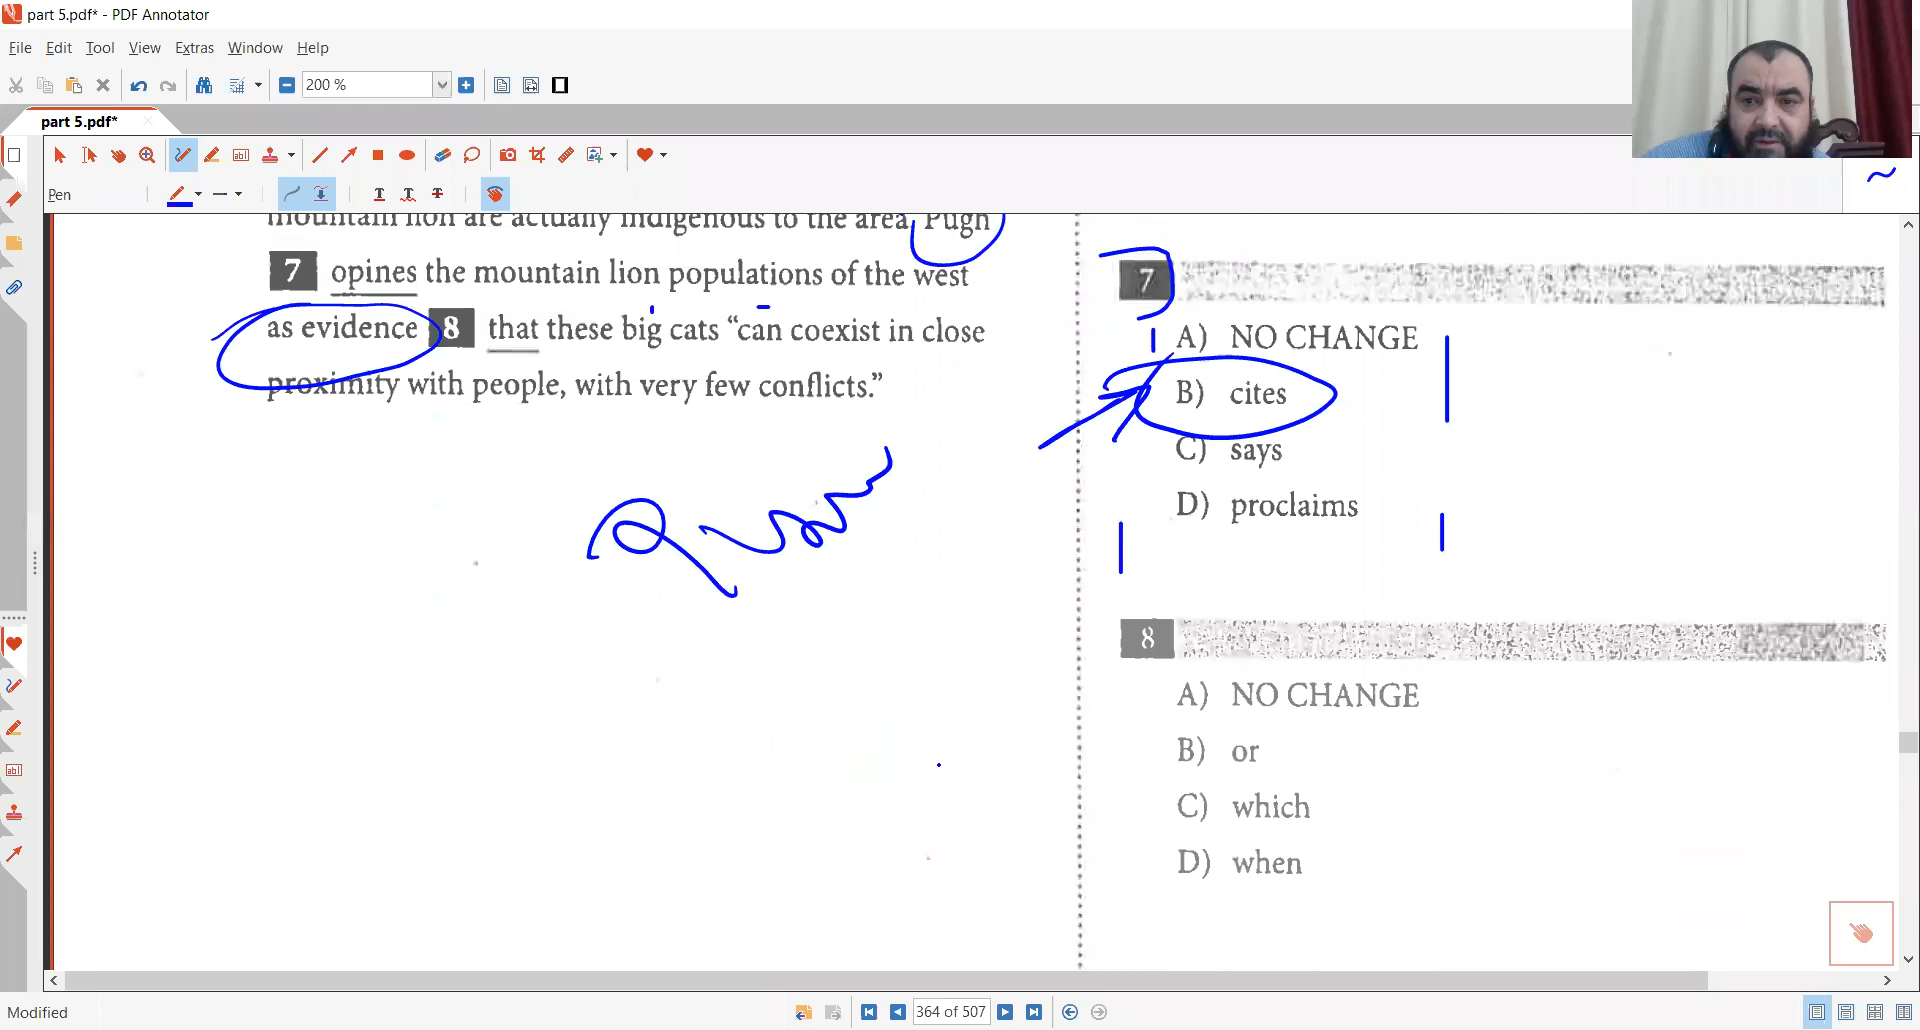 part 5.pdf* - PDF Annotator
File Edit Tool View Extras Window Help
200 %
part 5.pdf*
Pen
mountain lion are actually indigenous to the area. Pugh
7 opines the mountain lion populations of the west
as evidence 8 that these big cats “can coexist in close
proximity with people, with very few conflicts.”
7
A) NO CHANGE
B) cites
C) says
D) proclaims
8
A) NO CHANGE
B) or
C) which
D) when
Modified
364 of 507